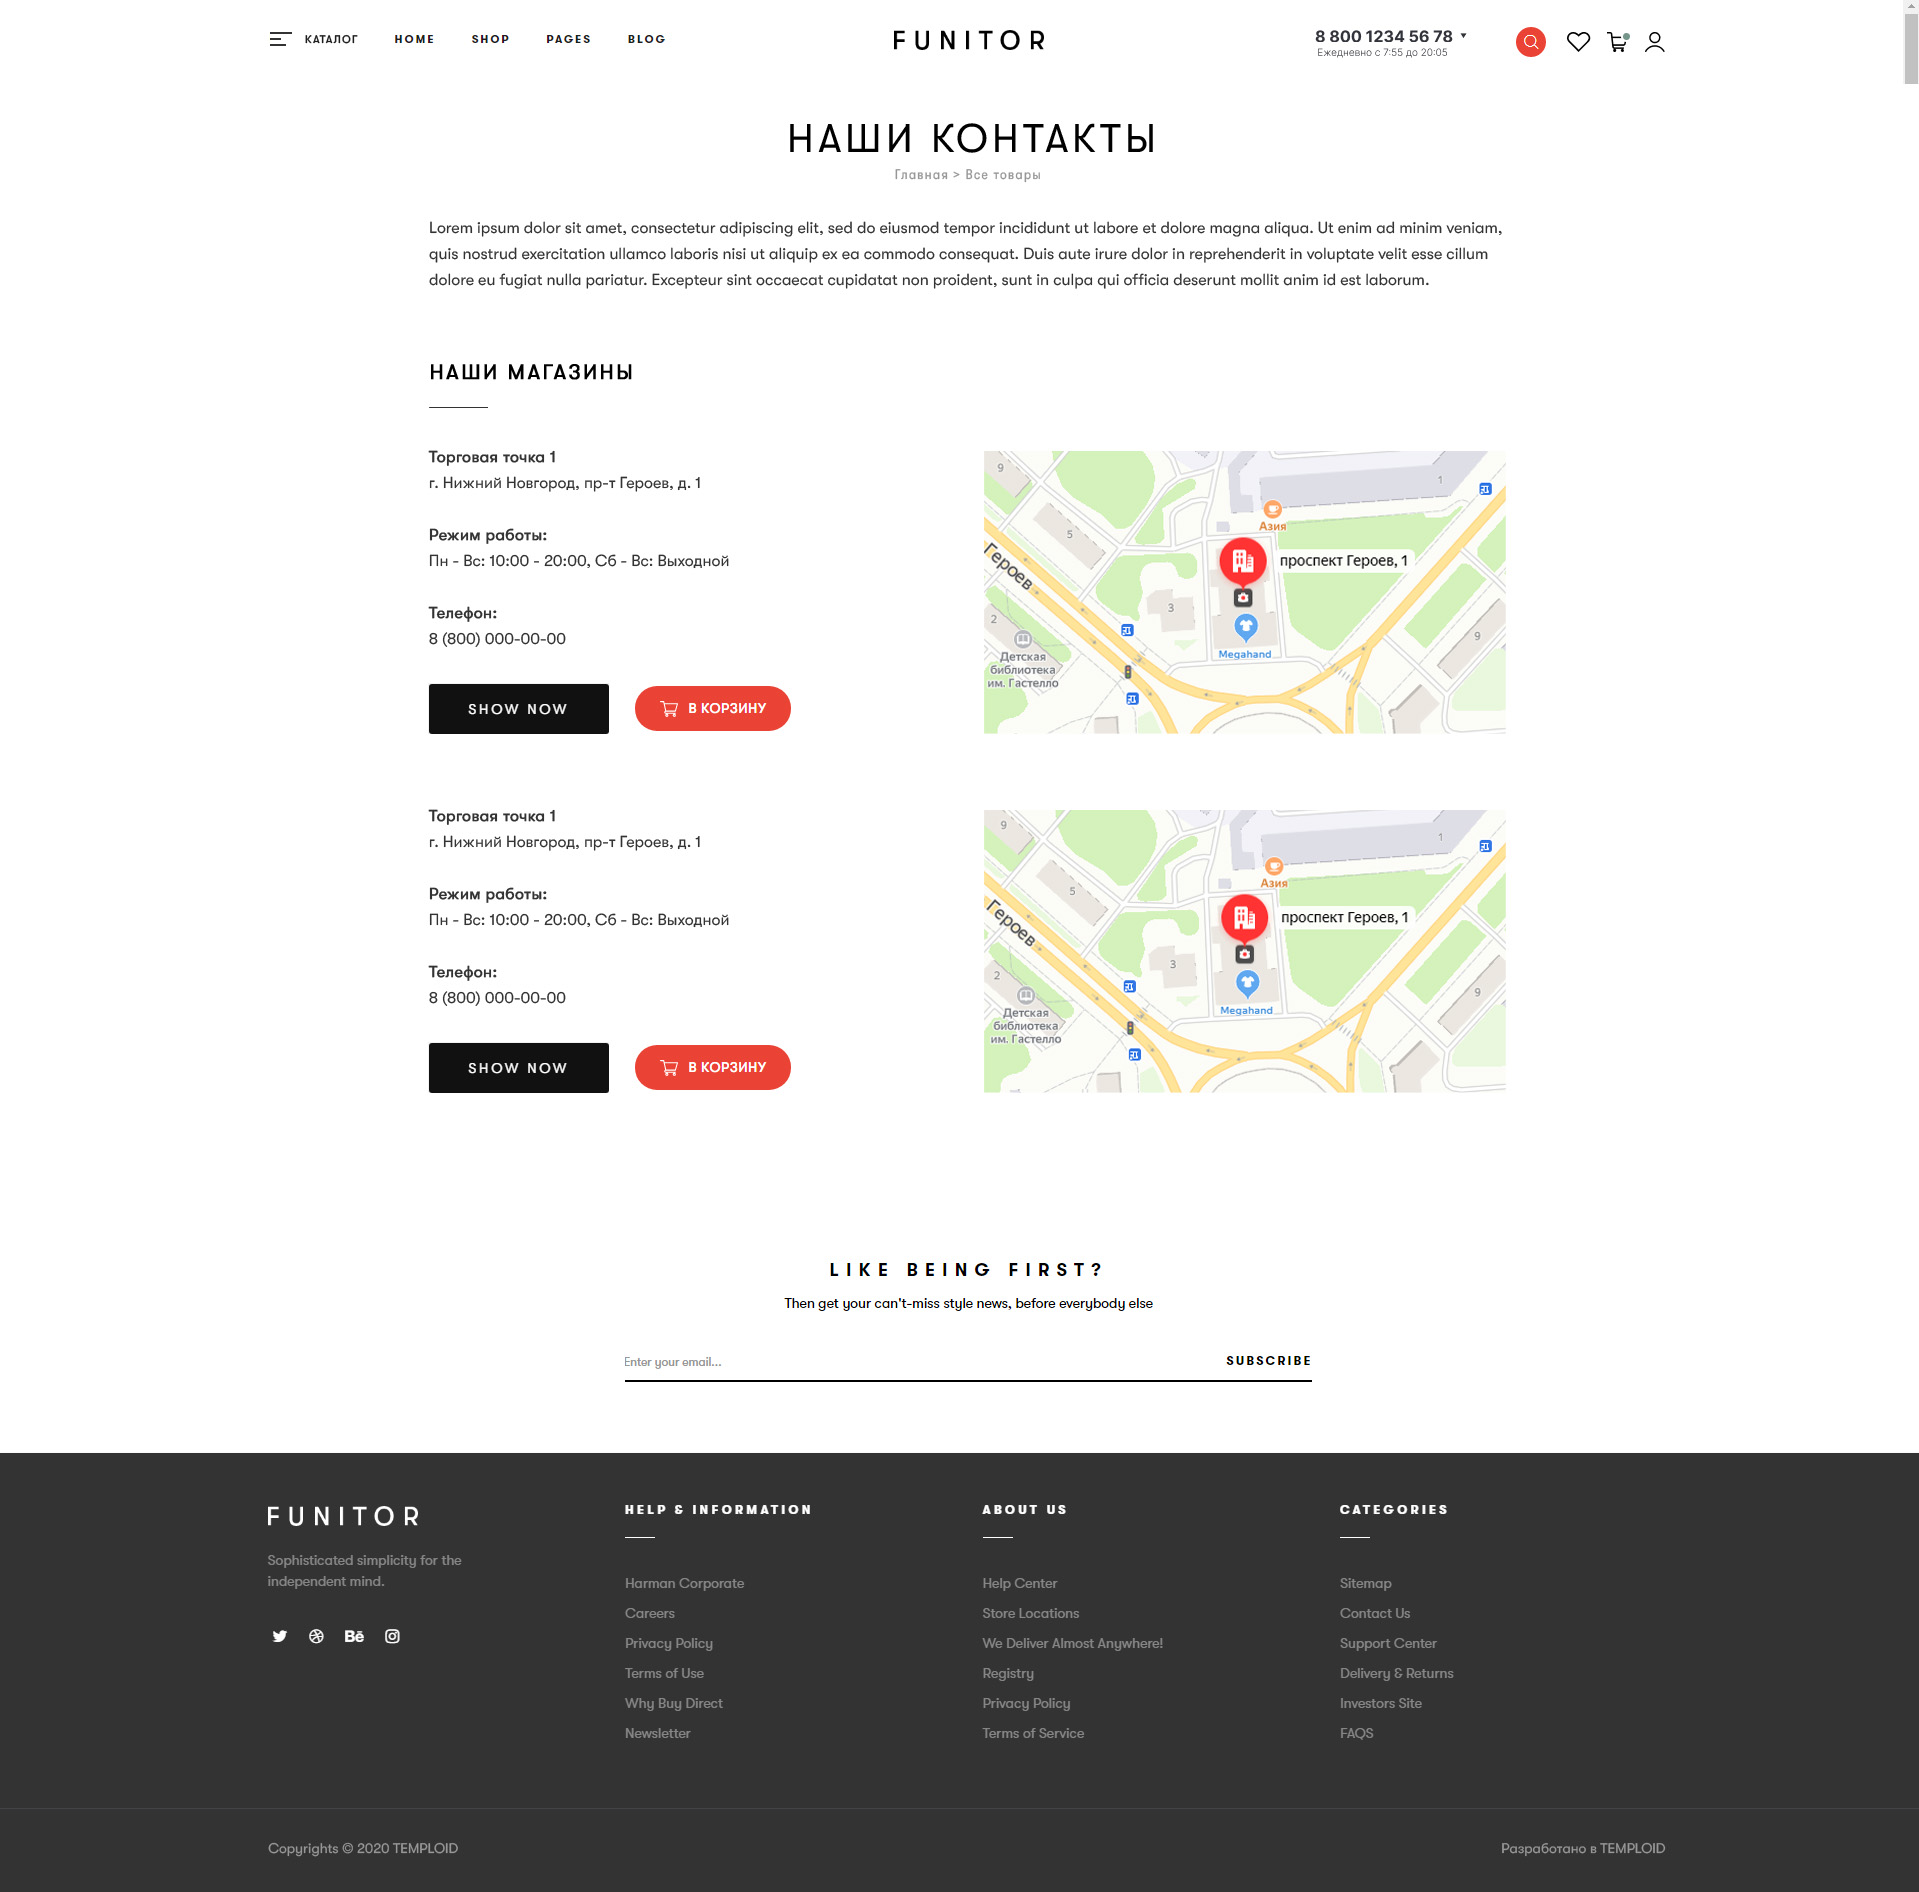 КАТАЛОГ HOME SHOP PAGES BLOG
FUNITOR
8 800 1234 56 78
Ежедневно с 7:55 до 20:05
НАШИ КОНТАКТЫ
Главная > Все товары
Lorem ipsum dolor sit amet, consectetur adipiscing elit, sed do eiusmod tempor incididunt ut labore et dolore magna aliqua. Ut enim ad minim veniam,
quis nostrud exercitation ullamco laboris nisi ut aliquip ex ea commodo consequat. Duis aute irure dolor in reprehenderit in voluptate velit esse cillum
dolore eu fugiat nulla pariatur. Excepteur sint occaecat cupidatat non proident, sunt in culpa qui officia deserunt mollit anim id est laborum.
НАШИ МАГАЗИНЫ
Торговая точка 1
г. Нижний Новгород, пр-т Героев, д. 1
Режим работы:
Пн - Вс: 10:00 - 20:00, Сб - Вс: Выходной
Телефон:
8 (800) 000-00-00
SHOW NOW
В КОРЗИНУ
9
1
5
Азия
Героев
проспект Героев, 1
3
2
9
Megahand
Детская
библиотека
им. Гастелло
Торговая точка 1
г. Нижний Новгород, пр-т Героев, д. 1
Режим работы:
Пн - Вс: 10:00 - 20:00, Сб - Вс: Выходной
Телефон:
8 (800) 000-00-00
SHOW NOW
В КОРЗИНУ
9
1
5
Азия
Героев
проспект Героев, 1
3
2
9
Megahand
Детская
библиотека
им. Гастелло
LIKE BEING FIRST?
Then get your can't-miss style news, before everybody else
Enter your email...
SUBSCRIBE
FUNITOR
Sophisticated simplicity for the
independent mind.
Bē
HELP & INFORMATION
Harman Corporate
Careers
Privacy Policy
Terms of Use
Why Buy Direct
Newsletter
ABOUT US
Help Center
Store Locations
We Deliver Almost Anywhere!
Registry
Privacy Policy
Terms of Service
CATEGORIES
Sitemap
Contact Us
Support Center
Delivery & Returns
Investors Site
FAQS
Copyrights © 2020 TEMPLOID
Разработано в TEMPLOID